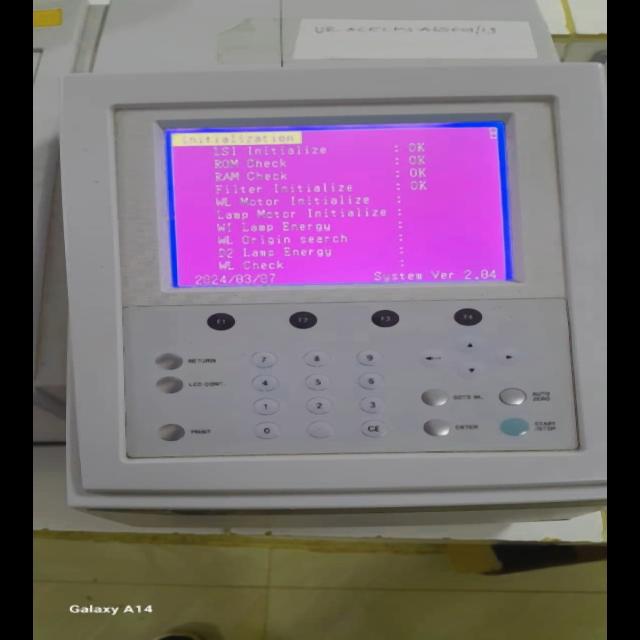 Initialization
LSI Initialize : OK
ROM Check : OK
RAM Check : OK
Filter Initialize : OK
WL Motor Initialize :
Lamp Motor Initialize :
WI Lamp Energy :
WL Origin search :
D2 Lamp Energy :
WL Check :
2024/03/07 System Ver 2.04
F1 F2 F3 F4
RETURN 7 8 9
LCD CONT. 4 5 6
1 2 3 GOTO WL AUTO ZERO
PRINT 0 CE ENTER START /STOP
Galaxy A14